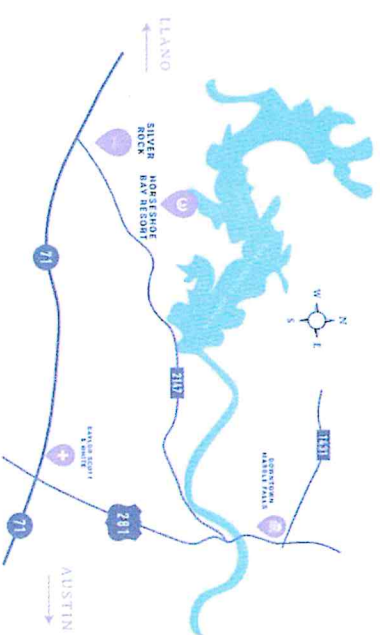 LLANO
SILVER
ROCK
HORSESHOE
BAY RESORT
N
W
E
S
71
2147
1431
DOWNTOWN
MARBLE FALLS
BAYLOR SCOTT
& WHITE
281
71
AUSTIN